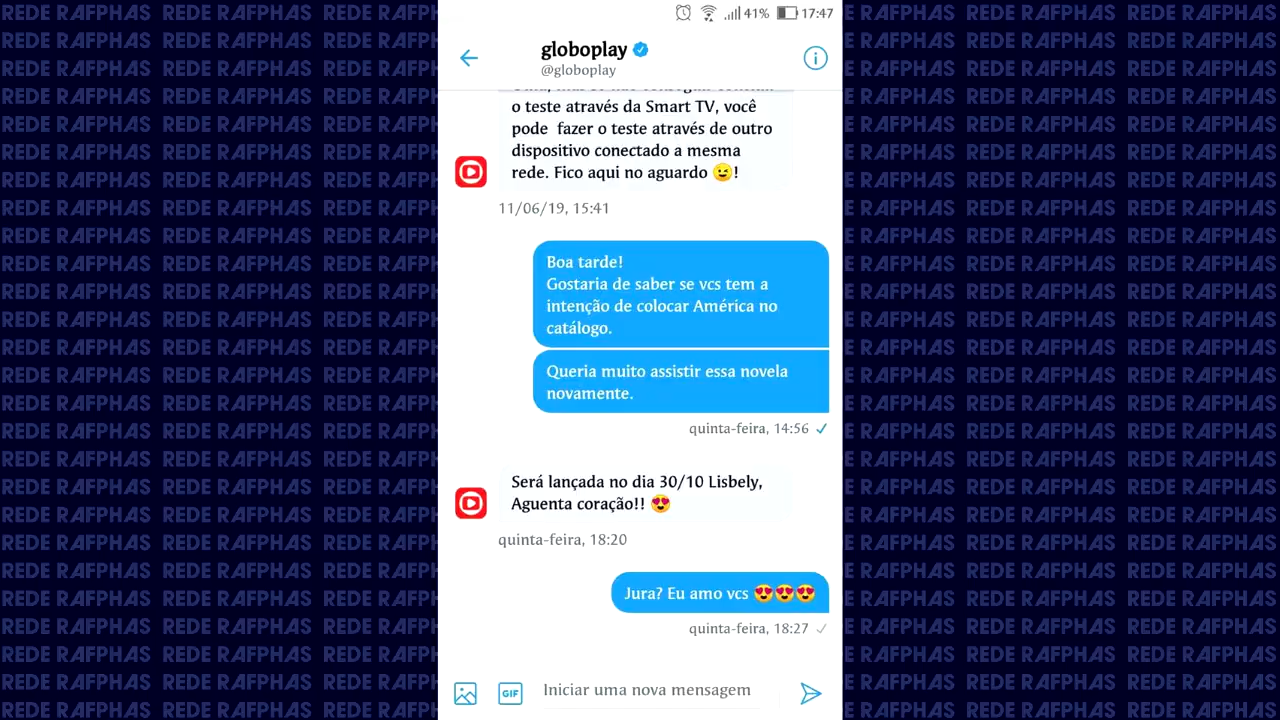 41% 17:47
globoplay
@globoplay
o teste através da Smart TV, você
pode fazer o teste através de outro
dispositivo conectado a mesma
rede. Fico aqui no aguardo 😉!
11/06/19, 15:41
Boa tarde!
Gostaria de saber se vcs tem a
intenção de colocar América no
catálogo.
Queria muito assistir essa novela
novamente.
quinta-feira, 14:56
Será lançada no dia 30/10 Lisbely,
Aguenta coração!! 😍
quinta-feira, 18:20
Jura? Eu amo vcs 😍😍😍
quinta-feira, 18:27
GIF
Iniciar uma nova mensagem
REDE RAFPHAS